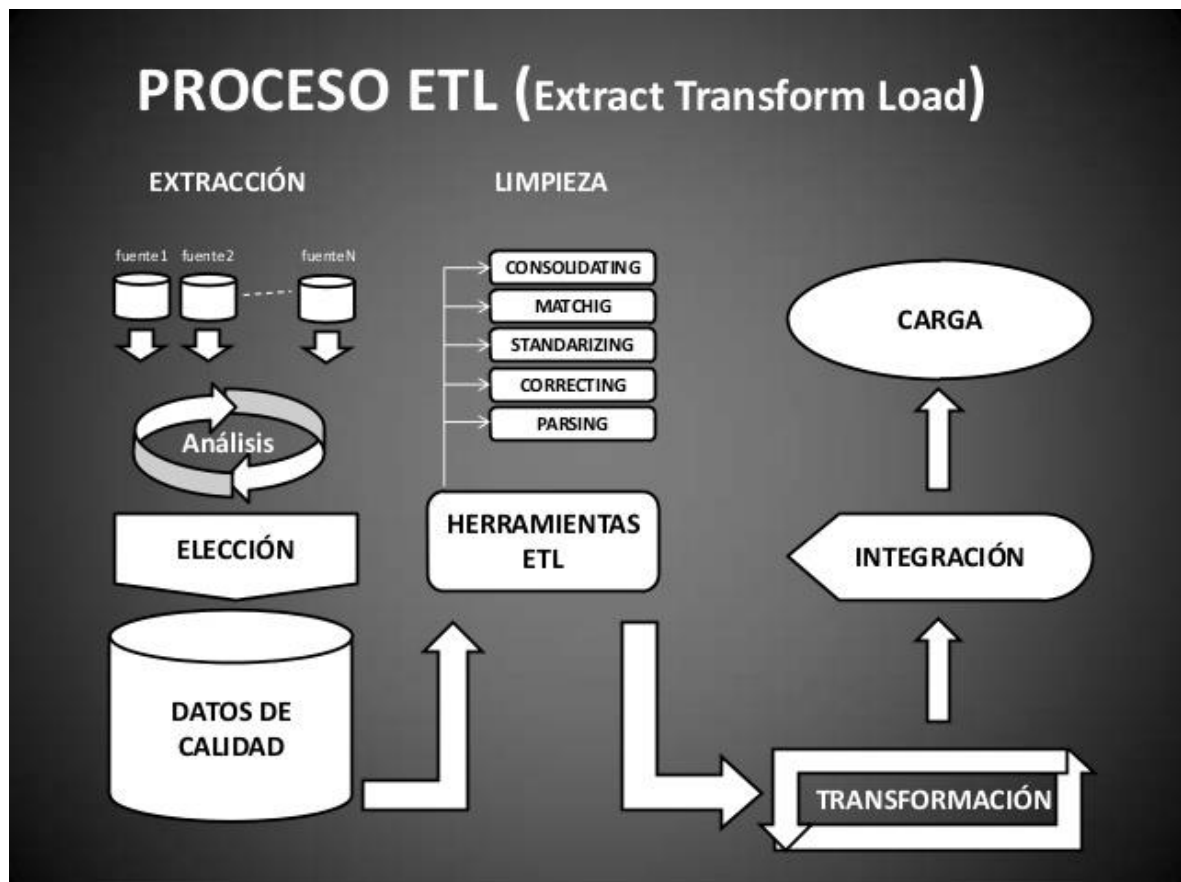 PROCESO ETL (Extract Transform Load)
EXTRACCIÓN
fuente1 fuente2 fuenteN
Análisis
ELECCIÓN
DATOS DE
CALIDAD
LIMPIEZA
CONSOLIDATING
MATCHIG
STANDARIZING
CORRECTING
PARSING
HERRAMIENTAS
ETL
CARGA
INTEGRACIÓN
TRANSFORMACIÓN